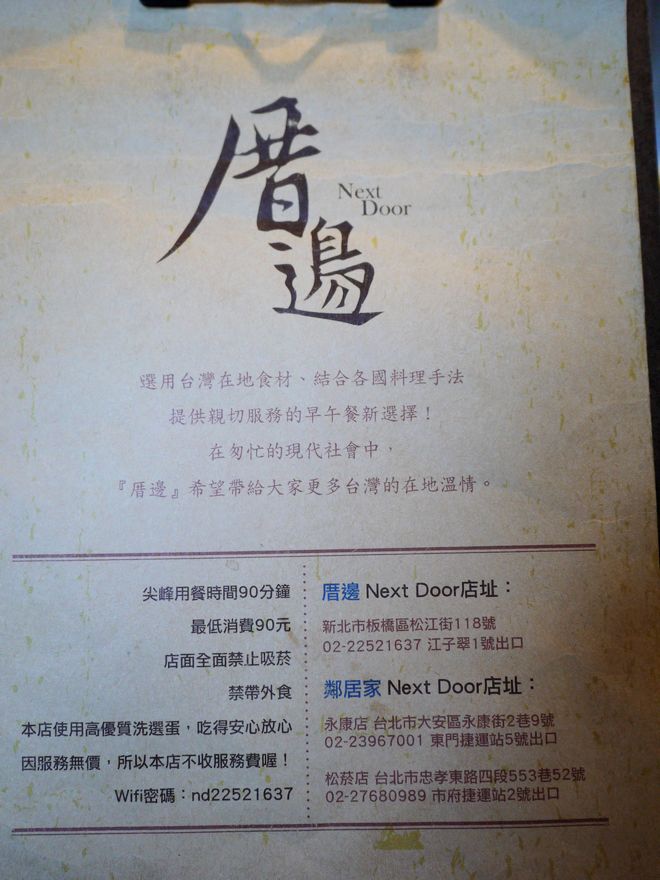 厝邊
Next
Door
選用台灣在地食材、結合各國料理手法
提供親切服務的早午餐新選擇！
在匆忙的現代社會中，
『厝邊』希望帶給大家更多台灣的在地溫情。
尖峰用餐時間90分鐘
最低消費90元
店面全面禁止吸菸
禁帶外食
本店使用高優質洗選蛋，吃得安心放心
因服務無價，所以本店不收服務費喔！
Wifi密碼：nd22521637
厝邊 Next Door店址：
新北市板橋區松江街118號
02-22521637 江子翠1號出口
鄰居家 Next Door店址：
永康店 台北市大安區永康街2巷9號
02-23967001 東門捷運站5號出口
松菸店 台北市忠孝東路四段553巷52號
02-27680989 市府捷運站2號出口